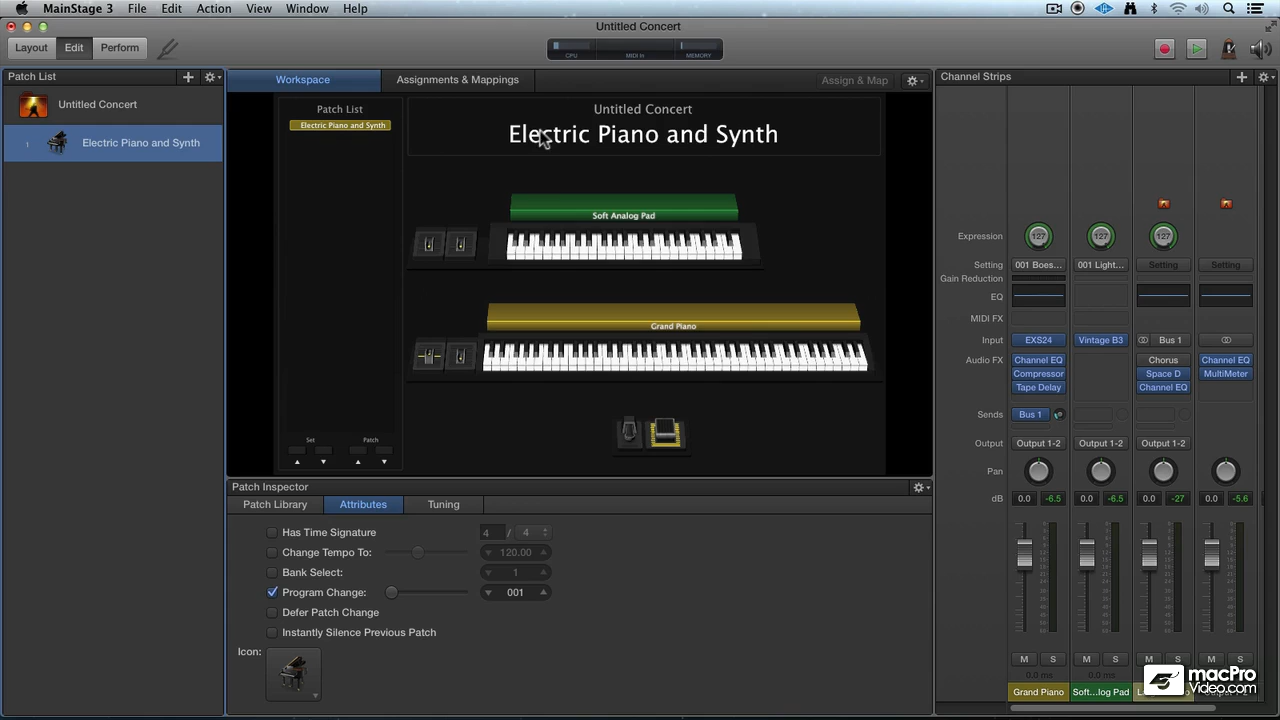 MainStage 3 File Edit Action View Window Help
Untitled Concert
Layout Edit Perform
CPU MIDI In MEMORY
Patch List
Untitled Concert
1 Electric Piano and Synth
Workspace Assignments & Mappings Assign & Map
Patch List
Electric Piano and Synth
Untitled Concert
Electric Piano and Synth
Soft Analog Pad
Grand Piano
Set Patch
Patch Inspector
Patch Library Attributes Tuning
Has Time Signature 4 / 4
Change Tempo To: 120.00
Bank Select: 1
Program Change: 001
Defer Patch Change
Instantly Silence Previous Patch
Icon:
Channel Strips
Expression 127 127 127
Setting 001 Boes... 001 Light... Setting Setting
Gain Reduction
EQ
MIDI FX
Input EXS24 Vintage B3 Bus 1
Audio FX Channel EQ Chorus Channel EQ
Compressor Space D MultiMeter
Tape Delay Channel EQ
Sends Bus 1
Output Output 1-2 Output 1-2 Output 1-2
Pan
dB 0.0 -6.5 0.0 -6.5 0.0 -27 0.0 -5.6
M S M S M S M S
0.0 ms 0.0 ms
Grand Piano Soft...log Pad
macPro
Video.com